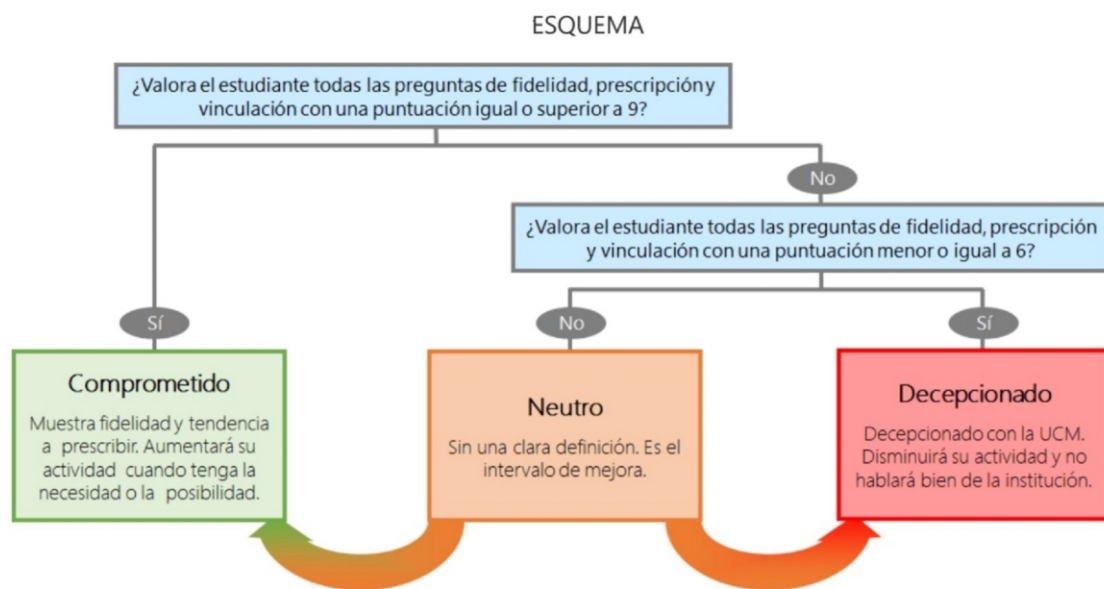 ESQUEMA
¿Valora el estudiante todas las preguntas de fidelidad, prescripción y
vinculación con una puntuación igual o superior a 9?
No
¿Valora el estudiante todas las preguntas de fidelidad, prescripción
y vinculación con una puntuación menor o igual a 6?
Sí
No
Sí
Comprometido
Muestra fidelidad y tendencia
a prescribir. Aumentará su
actividad cuando tenga la
necesidad o la posibilidad.
Neutro
Sin una clara definición. Es el
intervalo de mejora.
Decepcionado
Decepcionado con la UCM.
Disminuirá su actividad y no
hablará bien de la institución.